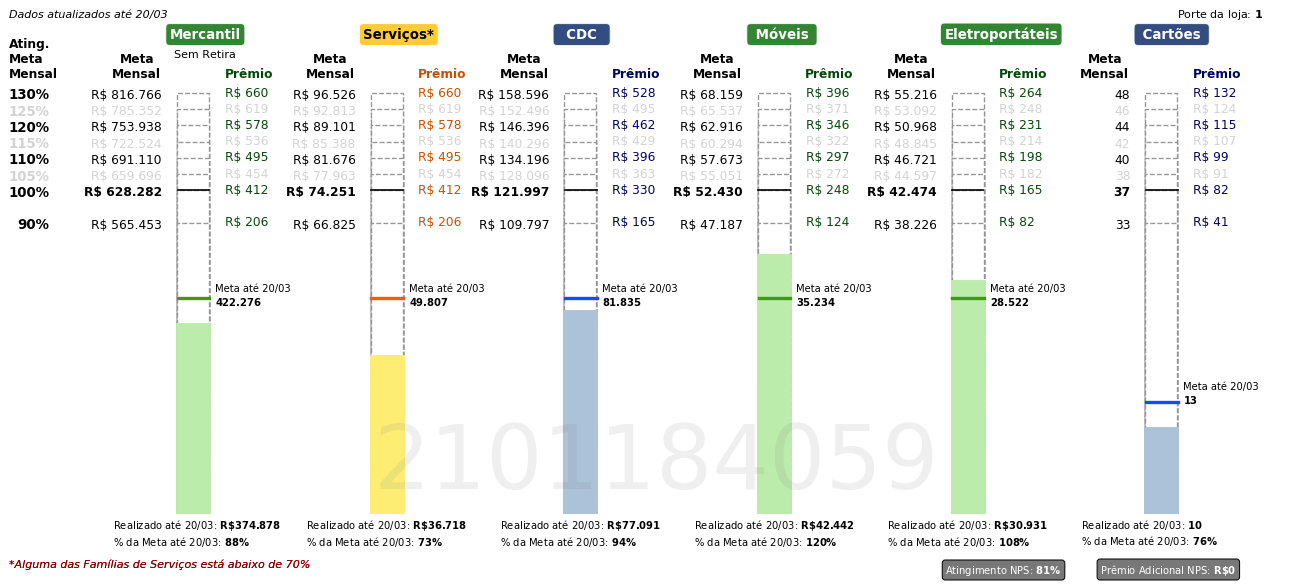 Dados atualizados até 20/03
Porte da loja: 1
Mercantil Serviços* CDC Móveis Eletroportáteis Cartões
Sem Retira
Ating. Meta Mensal
Meta Mensal Prêmio Meta Mensal Prêmio Meta Mensal Prêmio Meta Mensal Prêmio Meta Mensal Prêmio Meta Mensal Prêmio
130% R$ 816.766 R$ 660 R$ 96.526 R$ 660 R$ 158.596 R$ 528 R$ 68.159 R$ 396 R$ 55.216 R$ 264 48 R$ 132
125% R$ 785.352 R$ 619 R$ 92.813 R$ 619 R$ 152.496 R$ 495 R$ 65.537 R$ 371 R$ 53.092 R$ 248 46 R$ 124
120% R$ 753.938 R$ 578 R$ 89.101 R$ 578 R$ 146.396 R$ 462 R$ 62.916 R$ 346 R$ 50.968 R$ 231 44 R$ 115
115% R$ 722.524 R$ 536 R$ 85.388 R$ 536 R$ 140.296 R$ 429 R$ 60.294 R$ 322 R$ 48.845 R$ 214 42 R$ 107
110% R$ 691.110 R$ 495 R$ 81.676 R$ 495 R$ 134.196 R$ 396 R$ 57.673 R$ 297 R$ 46.721 R$ 198 40 R$ 99
105% R$ 659.696 R$ 454 R$ 77.963 R$ 454 R$ 128.096 R$ 363 R$ 55.051 R$ 272 R$ 44.597 R$ 182 38 R$ 91
100% R$ 628.282 R$ 412 R$ 74.251 R$ 412 R$ 121.997 R$ 330 R$ 52.430 R$ 248 R$ 42.474 R$ 165 37 R$ 82
90% R$ 565.453 R$ 206 R$ 66.825 R$ 206 R$ 109.797 R$ 165 R$ 47.187 R$ 124 R$ 38.226 R$ 82 33 R$ 41
Meta até 20/03 Meta até 20/03 Meta até 20/03 Meta até 20/03 Meta até 20/03
422.276 49.807 81.835 35.234 28.522
Meta até 20/03
13
2101184059
Realizado até 20/03: R$374.878 Realizado até 20/03: R$36.718 Realizado até 20/03: R$77.091 Realizado até 20/03: R$42.442 Realizado até 20/03: R$30.931 Realizado até 20/03: 10
% da Meta até 20/03: 88% % da Meta até 20/03: 73% % da Meta até 20/03: 94% % da Meta até 20/03: 120% % da Meta até 20/03: 108% % da Meta até 20/03: 76%
*Alguma das Famílias de Serviços está abaixo de 70%
Atingimento NPS: 81% Prêmio Adicional NPS: R$0